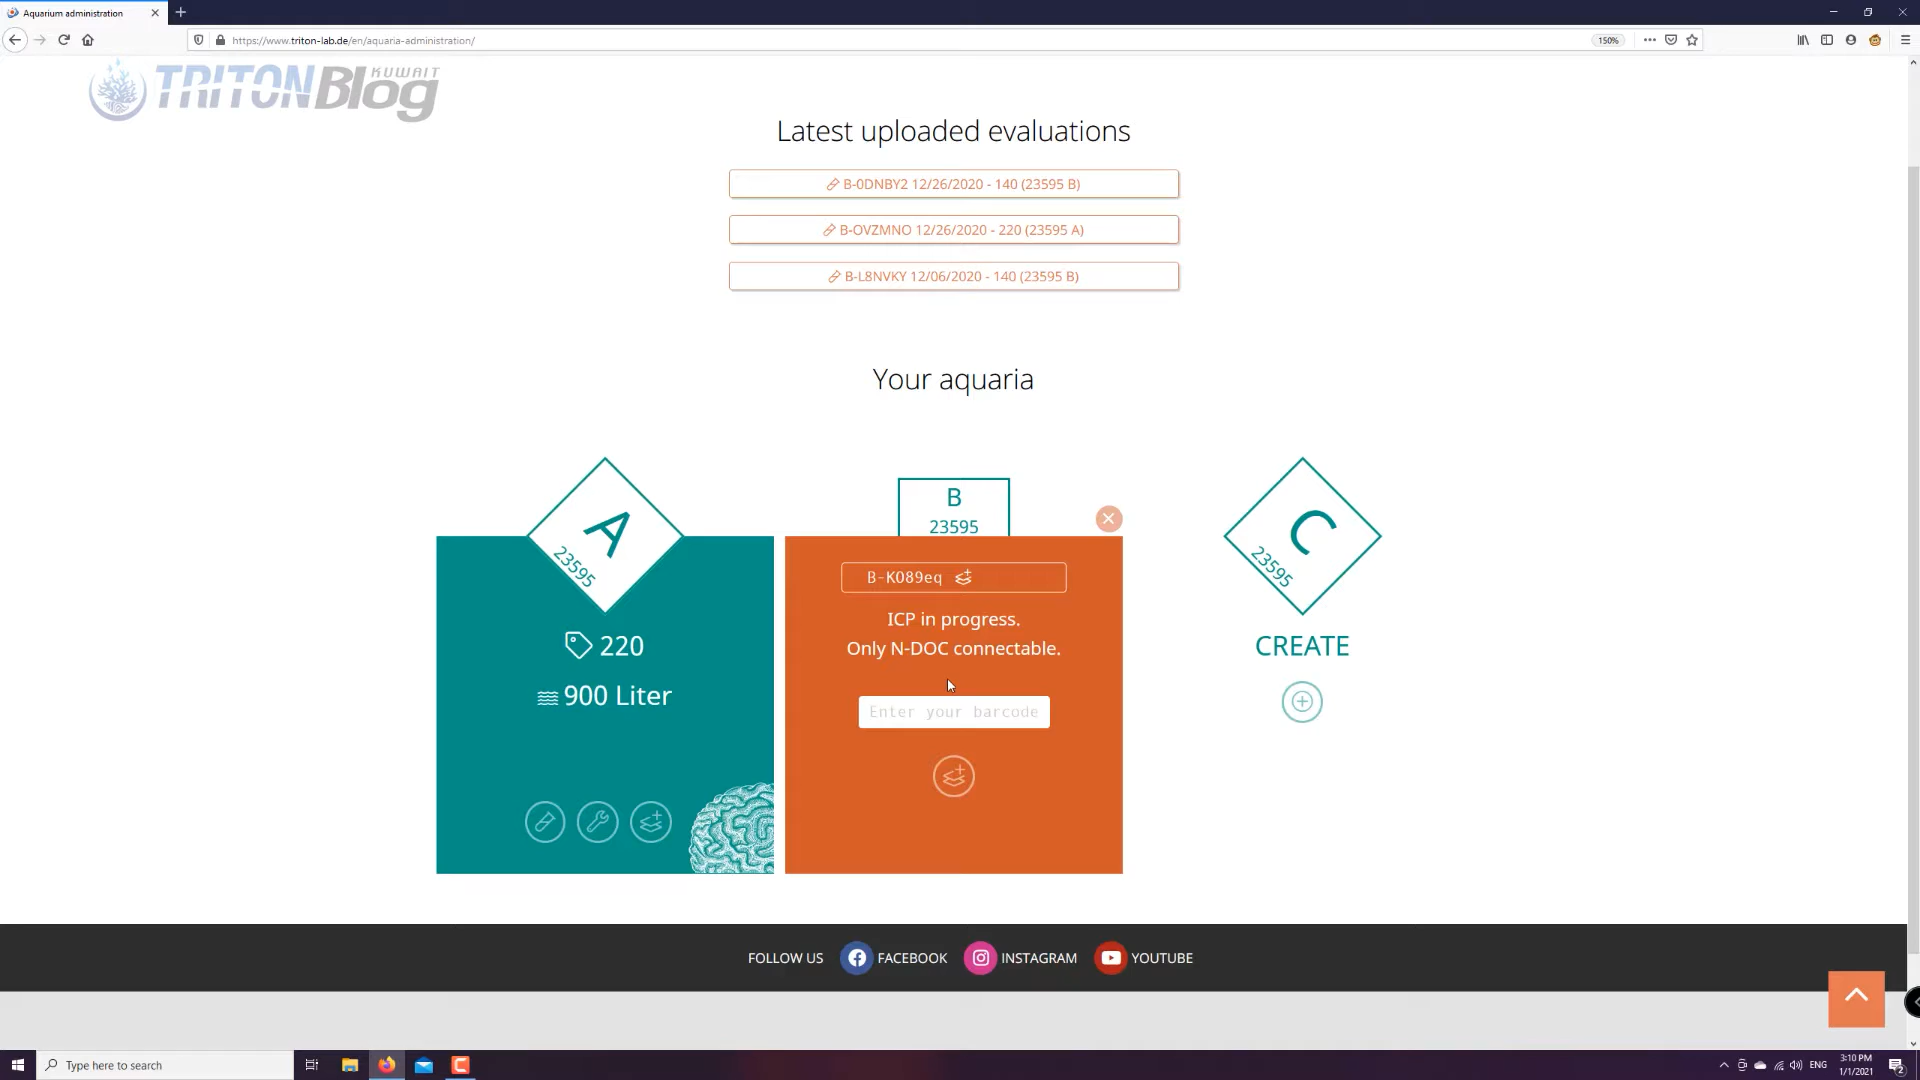 Aquarium administration
https://www.triton-lab.de/en/aquaria-administration/
150%
TRITON Blog KUWAIT
Latest uploaded evaluations
B-0DNBY2 12/26/2020 - 140 (23595 B)
B-OVZMNO 12/26/2020 - 220 (23595 A)
B-L8NVKY 12/06/2020 - 140 (23595 B)
Your aquaria
A
23595
220
900 Liter
B
23595
B-KO89eq
ICP in progress.
Only N-DOC connectable.
Enter your barcode
C
23595
CREATE
FOLLOW US FACEBOOK INSTAGRAM YOUTUBE
Type here to search
ENG
3:10 PM
1/1/2021
2